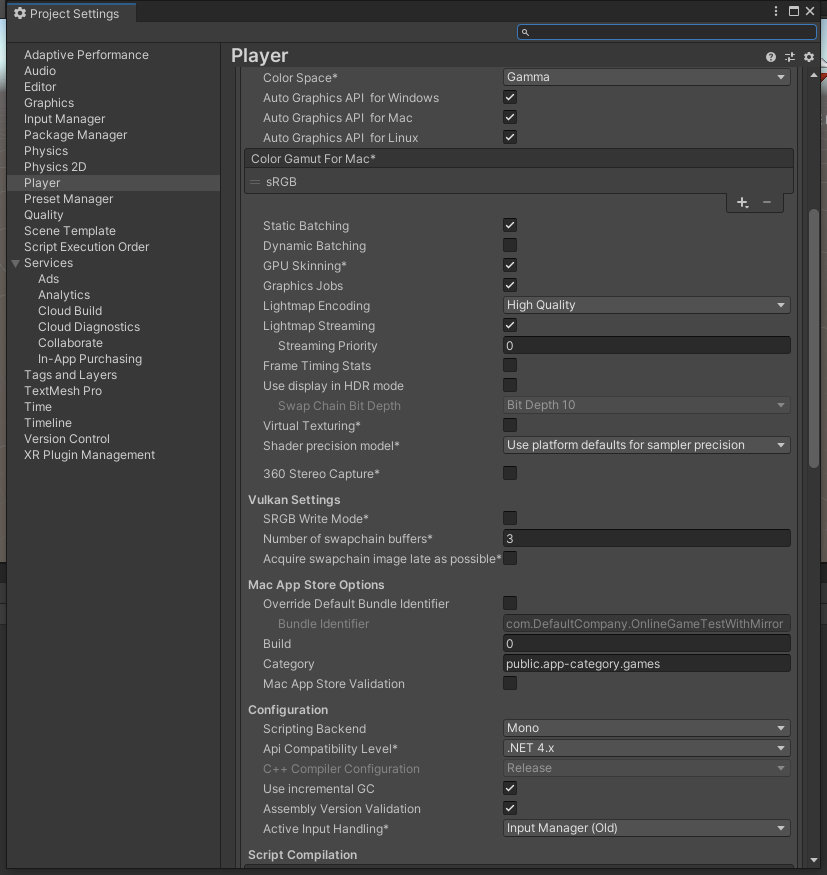 Project Settings
Adaptive Performance
Audio
Editor
Graphics
Input Manager
Package Manager
Physics
Physics 2D
Player
Preset Manager
Quality
Scene Template
Script Execution Order
Services
Ads
Analytics
Cloud Build
Cloud Diagnostics
Collaborate
In-App Purchasing
Tags and Layers
TextMesh Pro
Time
Timeline
Version Control
XR Plugin Management
Player
Color Space* Gamma
Auto Graphics API for Windows
Auto Graphics API for Mac
Auto Graphics API for Linux
Color Gamut For Mac*
sRGB
Static Batching
Dynamic Batching
GPU Skinning*
Graphics Jobs
Lightmap Encoding High Quality
Lightmap Streaming
Streaming Priority 0
Frame Timing Stats
Use display in HDR mode
Swap Chain Bit Depth Bit Depth 10
Virtual Texturing*
Shader precision model* Use platform defaults for sampler precision
360 Stereo Capture*
Vulkan Settings
SRGB Write Mode*
Number of swapchain buffers* 3
Acquire swapchain image late as possible*
Mac App Store Options
Override Default Bundle Identifier
Bundle Identifier com.DefaultCompany.OnlineGameTestWithMirror
Build 0
Category public.app-category.games
Mac App Store Validation
Configuration
Scripting Backend Mono
Api Compatibility Level* .NET 4.x
C++ Compiler Configuration Release
Use incremental GC
Assembly Version Validation
Active Input Handling* Input Manager (Old)
Script Compilation